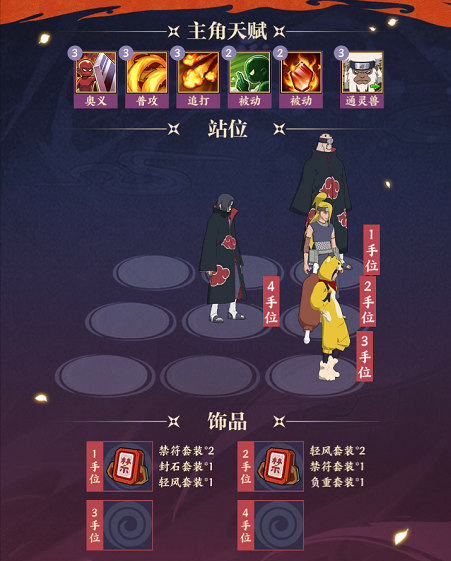 主角天赋
3 3 3 2 2 3
奥义 普攻 追打 被动 被动 通灵兽
站位
1手位
4手位
2手位
3手位
饰品
1手位
禁符套装*2
封石套装*1
轻风套装*1
2手位
轻风套装*2
禁符套装*1
负重套装*1
3手位
4手位